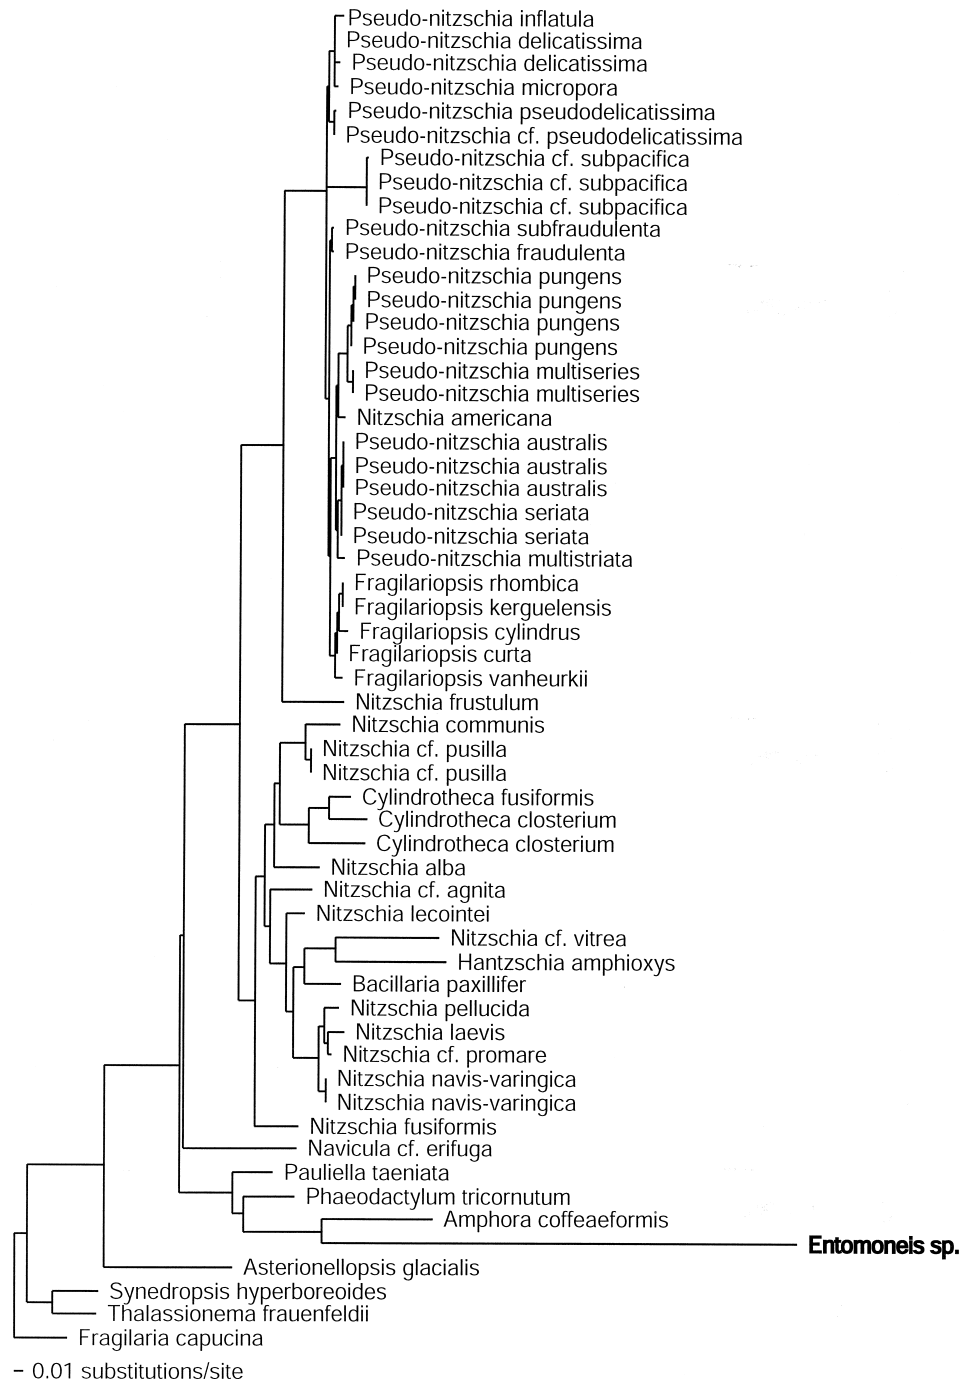 Pseudo-nitzschia inflatula
Pseudo-nitzschia delicatissima
Pseudo-nitzschia delicatissima
Pseudo-nitzschia micropora
Pseudo-nitzschia pseudodelicatissima
Pseudo-nitzschia cf. pseudodelicatissima
Pseudo-nitzschia cf. subpacifica
Pseudo-nitzschia cf. subpacifica
Pseudo-nitzschia cf. subpacifica
Pseudo-nitzschia subfraudulenta
Pseudo-nitzschia fraudulenta
Pseudo-nitzschia pungens
Pseudo-nitzschia pungens
Pseudo-nitzschia pungens
Pseudo-nitzschia pungens
Pseudo-nitzschia multiseries
Pseudo-nitzschia multiseries
Nitzschia americana
Pseudo-nitzschia australis
Pseudo-nitzschia australis
Pseudo-nitzschia australis
Pseudo-nitzschia seriata
Pseudo-nitzschia seriata
Pseudo-nitzschia multistriata
Fragilariopsis rhombica
Fragilariopsis kerguelensis
Fragilariopsis cylindrus
Fragilariopsis curta
Fragilariopsis vanheurkii
Nitzschia frustulum
Nitzschia communis
Nitzschia cf. pusilla
Nitzschia cf. pusilla
Cylindrotheca fusiformis
Cylindrotheca closterium
Cylindrotheca closterium
Nitzschia alba
Nitzschia cf. agnita
Nitzschia lecointei
Nitzschia cf. vitrea
Hantzschia amphioxys
Bacillaria paxillifer
Nitzschia pellucida
Nitzschia laevis
Nitzschia cf. promare
Nitzschia navis-varingica
Nitzschia navis-varingica
Nitzschia fusiformis
Navicula cf. erifuga
Pauliella taeniata
Phaeodactylum tricornutum
Amphora coffeaeformis
Entomoneis sp.
Asterionellopsis glacialis
Synedropsis hyperboreoides
Thalassionema frauenfeldii
Fragilaria capucina
0.01 substitutions/site